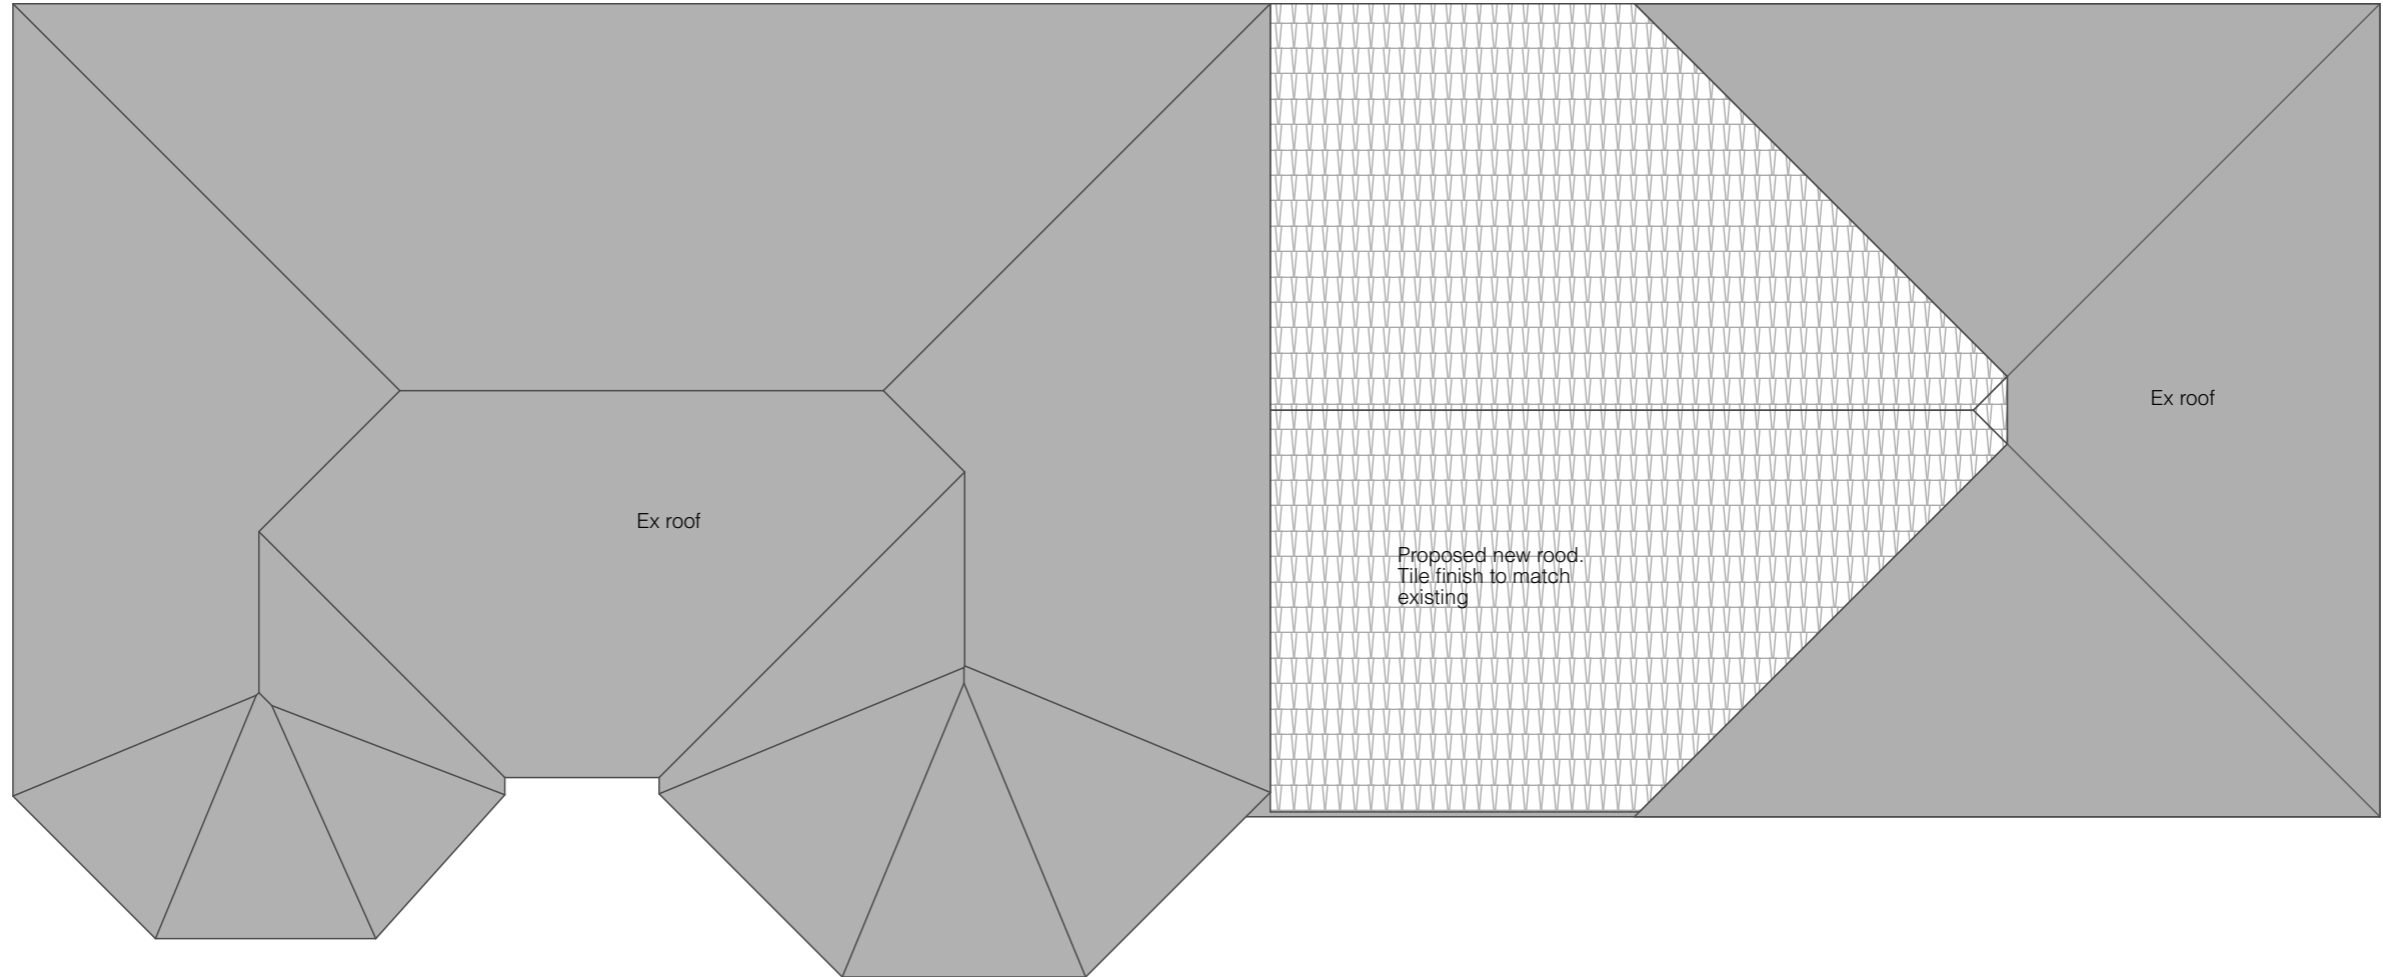 Ex roof
Ex roof
Proposed new rood.
Tile finish to match
existing